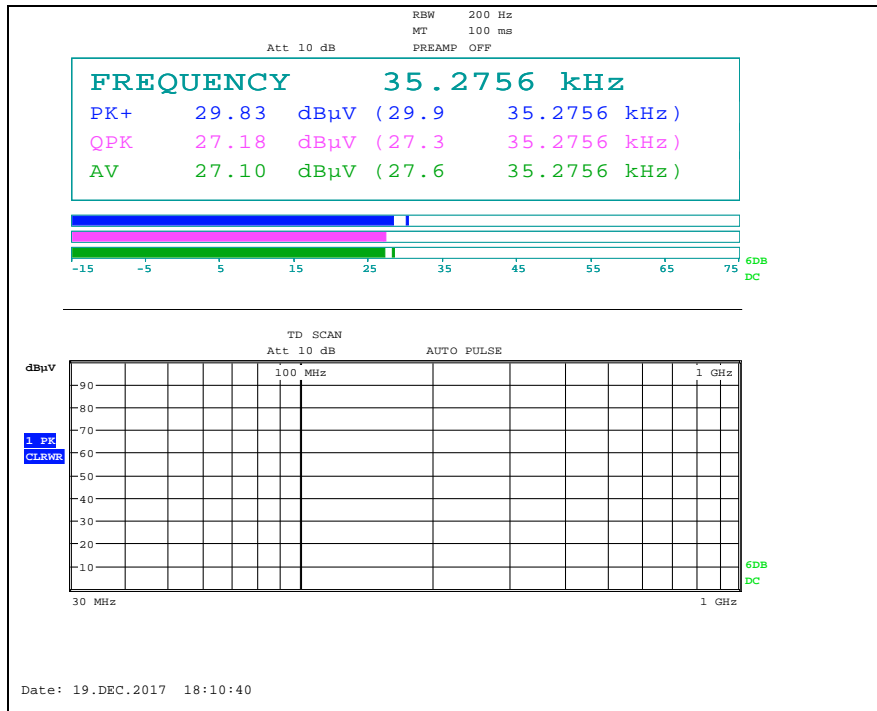 RBW 200 Hz
MT 100 ms
Att 10 dB PREAMP OFF
FREQUENCY 35.2756 kHz
PK+ 29.83 dBµV (29.9 35.2756 kHz)
QPK 27.18 dBµV (27.3 35.2756 kHz)
AV 27.10 dBµV (27.6 35.2756 kHz)
-15 -5 5 15 25 35 45 55 65 75
6DB
DC
TD SCAN
Att 10 dB AUTO PULSE
dBµV
100 MHz 1 GHz
90
80
70
1 PK
CLRWR
60
50
40
30
20
10
6DB
DC
30 MHz 1 GHz
Date: 19.DEC.2017 18:10:40